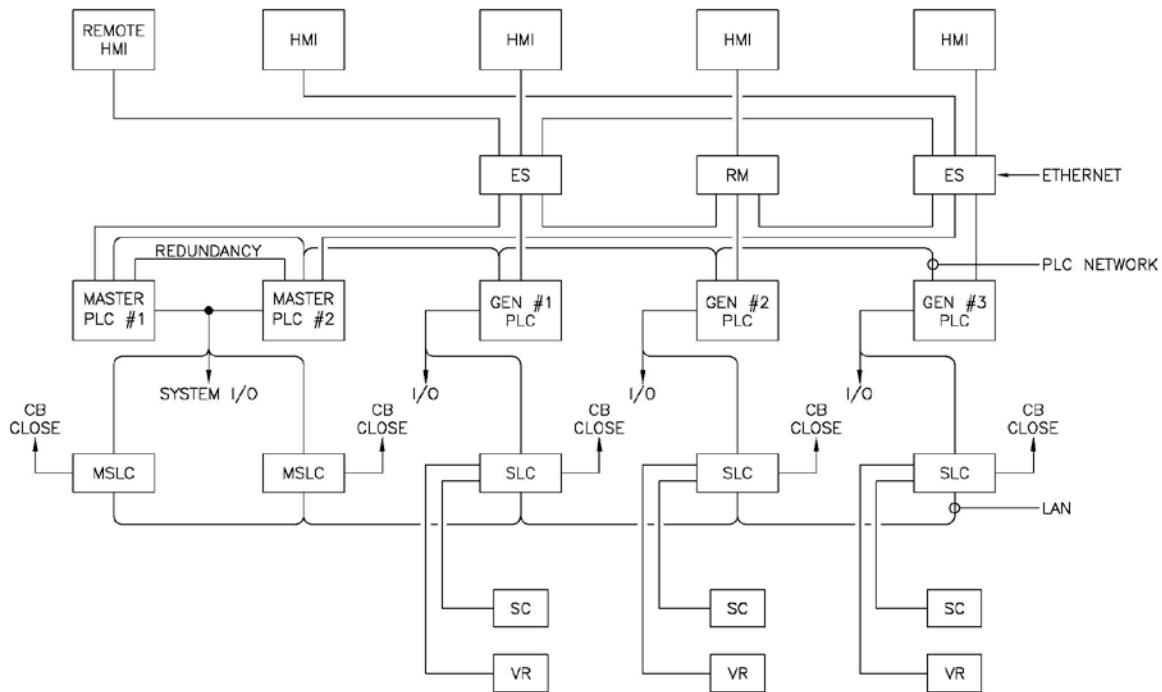 REMOTE
HMI
HMI
HMI
HMI
HMI
ES
RM
ES
ETHERNET
REDUNDANCY
PLC NETWORK
MASTER
PLC #1
MASTER
PLC #2
GEN #1
PLC
GEN #2
PLC
GEN #3
PLC
SYSTEM I/O
I/O
I/O
I/O
CB
CLOSE
CB
CLOSE
CB
CLOSE
CB
CLOSE
CB
CLOSE
MSLC
MSLC
SLC
SLC
SLC
LAN
SC
SC
SC
VR
VR
VR